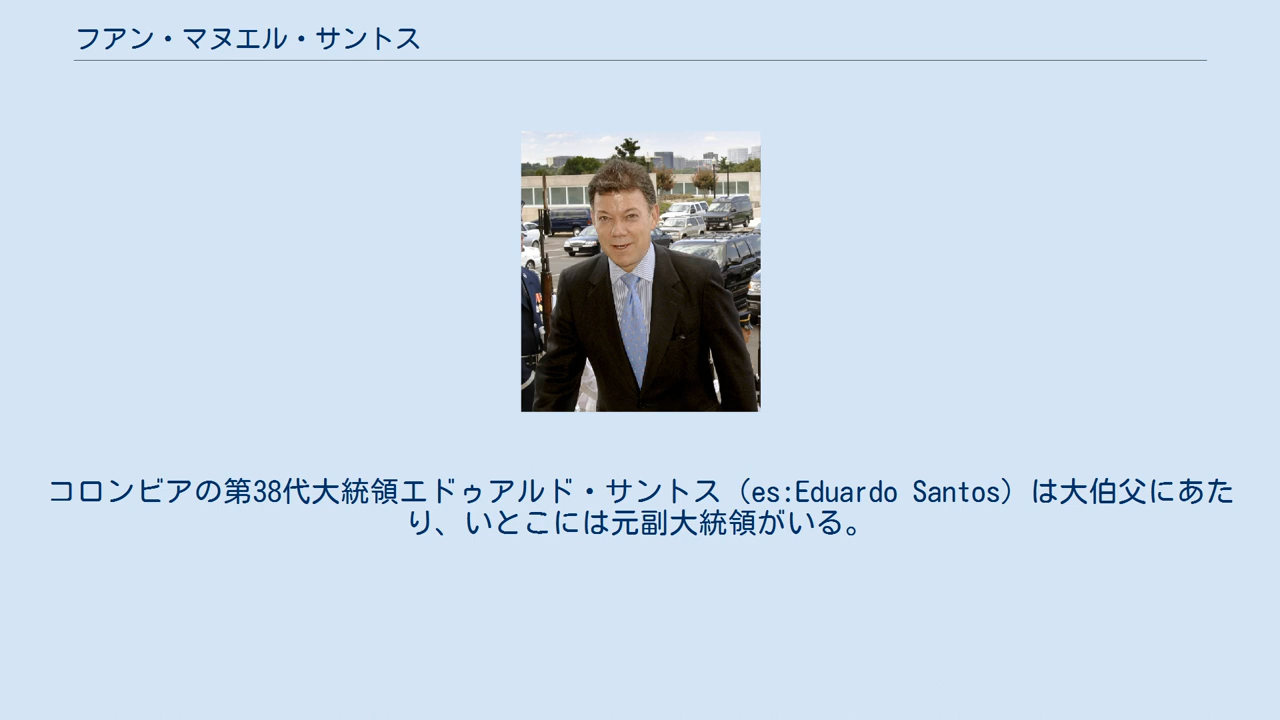 フアン・マヌエル・サントス
コロンビアの第38代大統領エドゥアルド・サントス（es:Eduardo Santos）は大伯父にあた
り、いとこには元副大統領がいる。